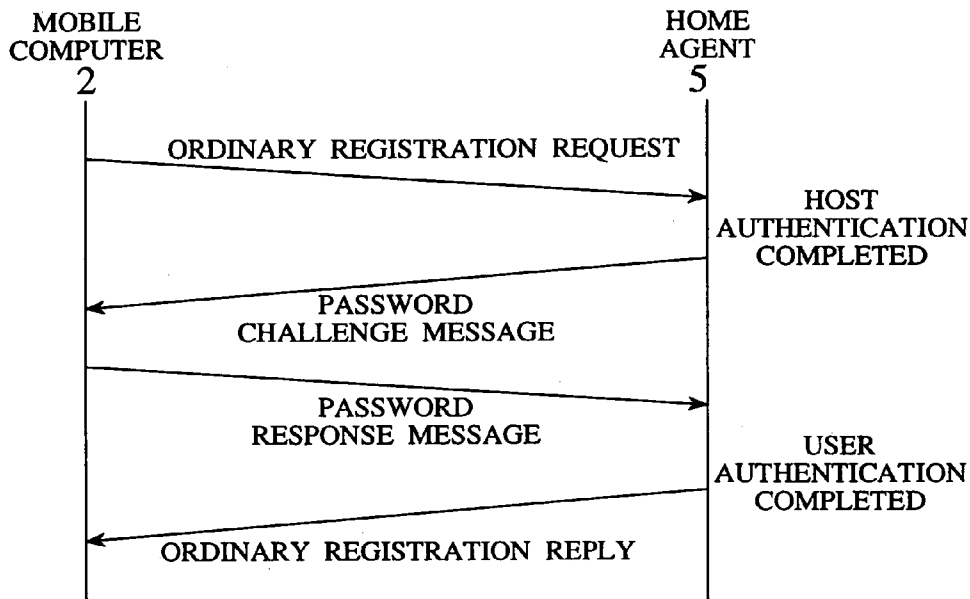 MOBILE
COMPUTER
2
HOME
AGENT
5
ORDINARY REGISTRATION REQUEST
HOST
AUTHENTICATION
COMPLETED
PASSWORD
CHALLENGE MESSAGE
PASSWORD
RESPONSE MESSAGE
USER
AUTHENTICATION
COMPLETED
ORDINARY REGISTRATION REPLY